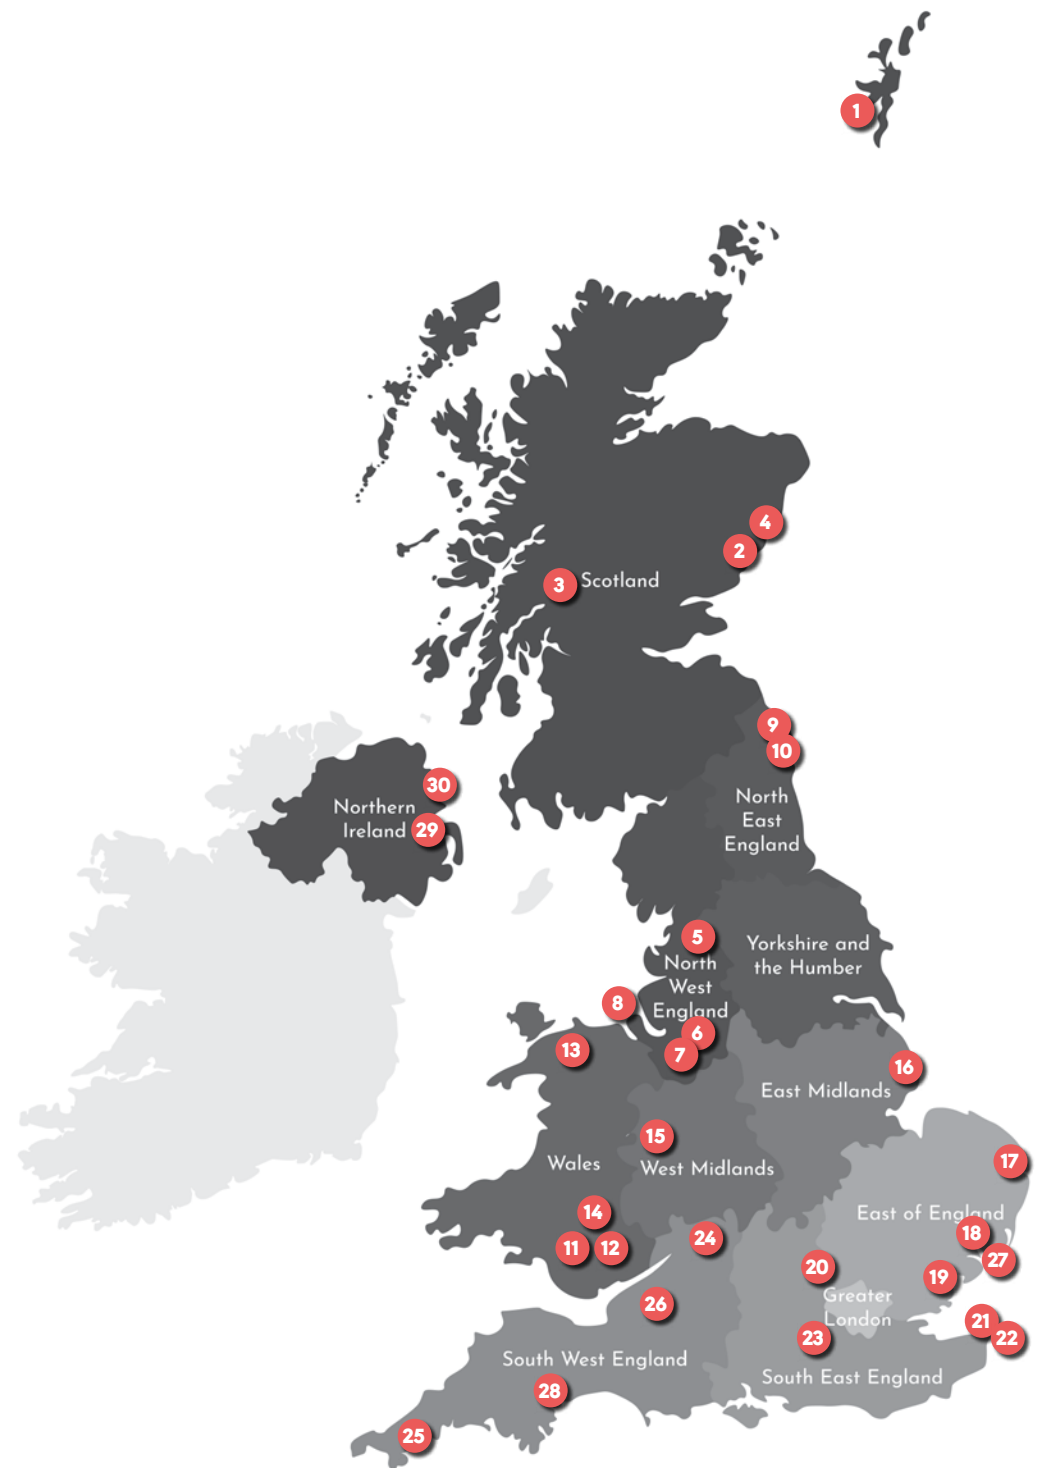 1
4
2
3
Scotland
9
10
30
Northern
Ireland
29
North
East
England
5
North
West
England
Yorkshire and
the Humber
8
6
7
13
16
East Midlands
15
Wales
West Midlands
17
14
East of England
18
11
12
24
27
20
19
Greater
London
26
21
22
23
South West England
South East England
28
25